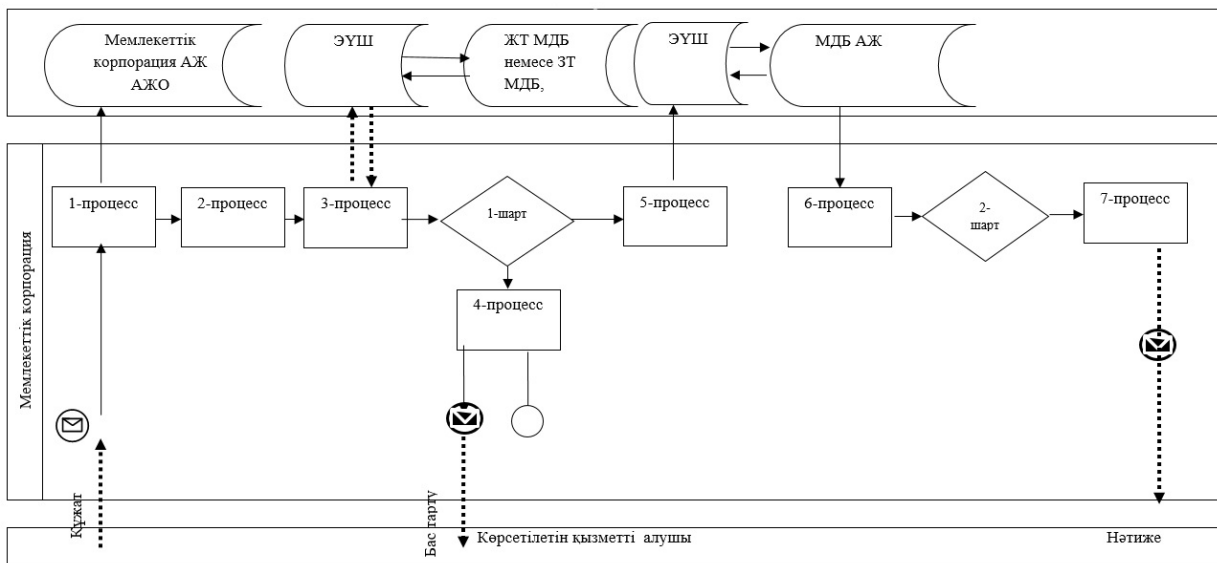 Мемлекеттік
корпорация АЖ
АЖО
ЭҮШ
ЖТ МДБ
немесе ЗТ
МДБ,
ЭҮШ
МДБ АЖ
Мемлекеттік корпорация
1-процесс
2-процесс
3-процесс
1-шарт
5-процесс
6-процесс
2-
шарт
7-процесс
4-процесс
Құжат
Бас тарту
Көрсетілетін қызметті алушы
Нәтиже